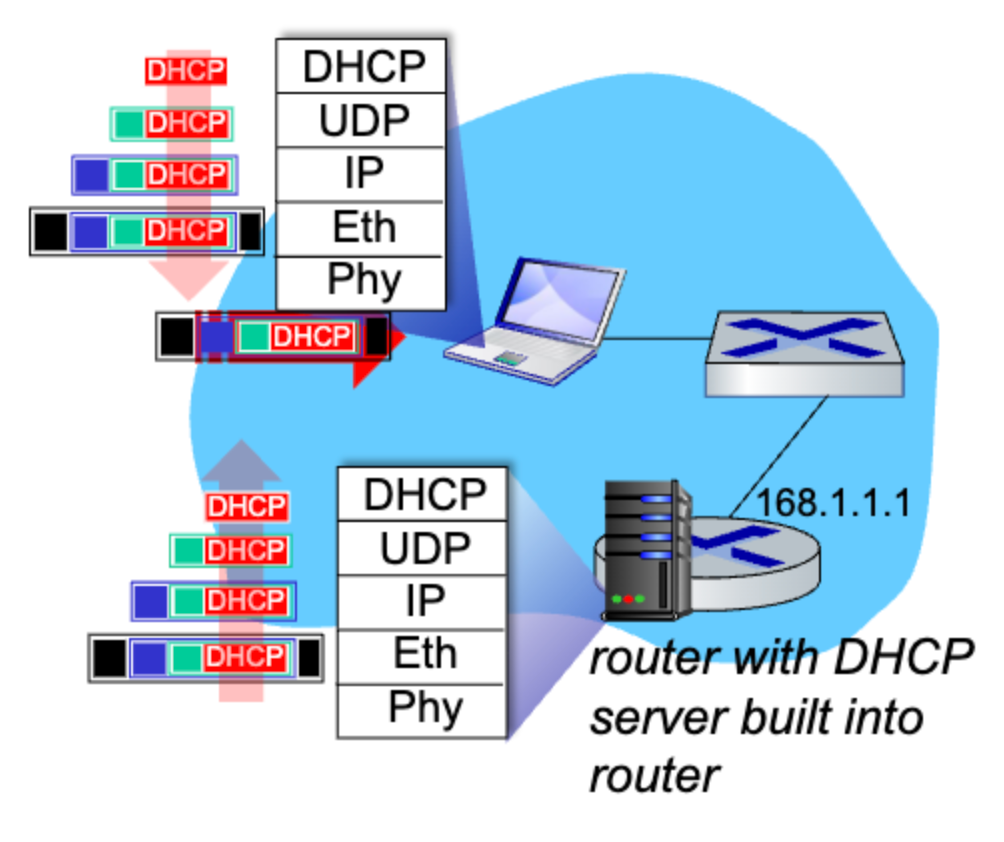 DHCP
DHCP
DHCP
DHCP
DHCP
DHCP
UDP
IP
Eth
Phy
DHCP
DHCP
DHCP
DHCP
DHCP
UDP
IP
Eth
Phy
168.1.1.1
router with DHCP
server built into
router